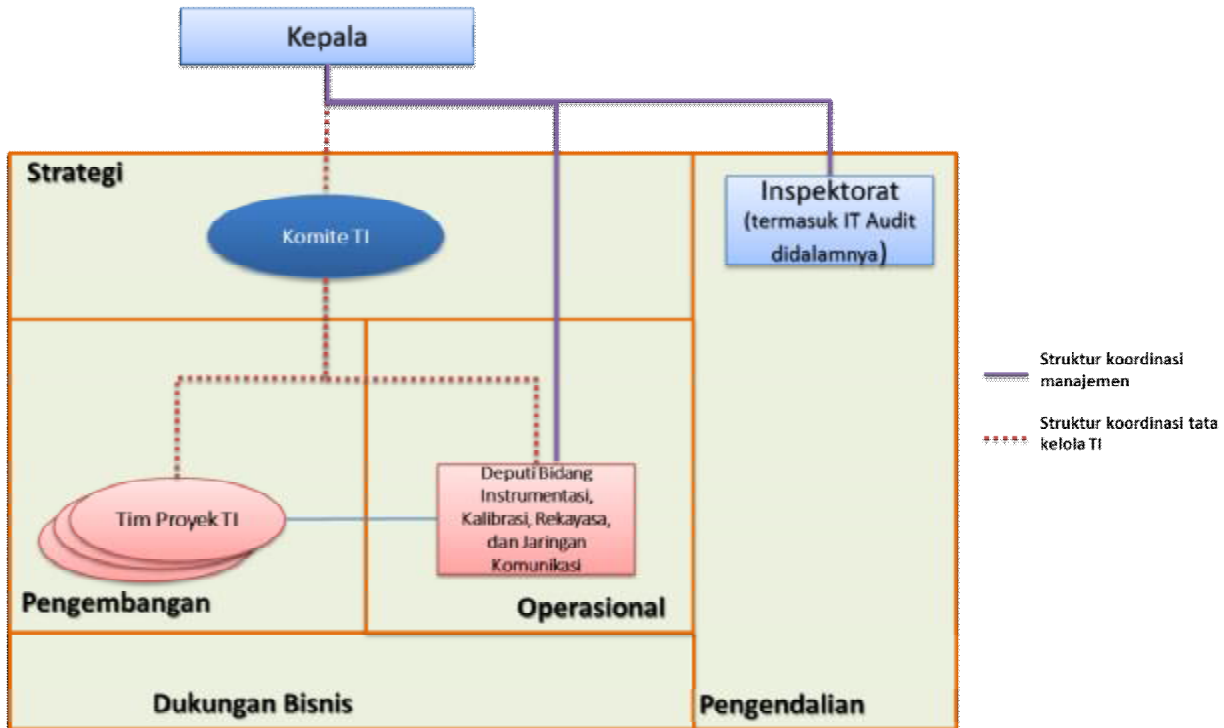 Kepala
Strategi
Komite TI
Inspektorat
(termasuk IT Audit
didalamnya)
Struktur koordinasi
manajemen
Struktur koordinasi tata
kelola TI
Tim Proyek TI
Deputi Bidang
Instrumentasi,
Kalibrasi, Rekayasa,
dan Jaringan
Komunikasi
Pengembangan
Operasional
Dukungan Bisnis
Pengendalian